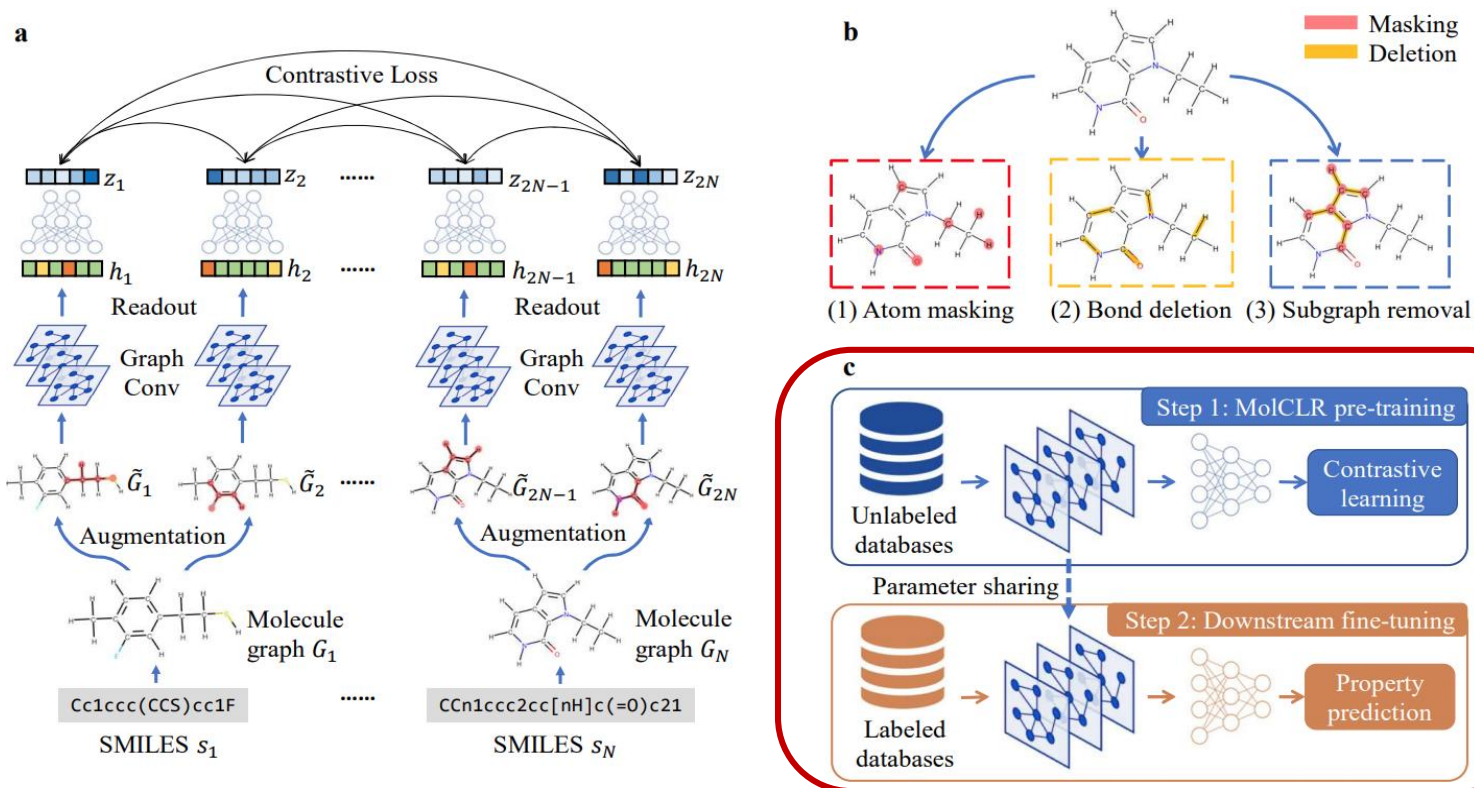 a
Contrastive Loss
z₁
z₂
......
z₂N₋₁
z₂N
h₁
h₂
......
h₂N₋₁
h₂N
Readout
Readout
Graph
Conv
Graph
Conv
G̃₁
G̃₂
......
G̃₂N₋₁
G̃₂N
Augmentation
Augmentation
Molecule
graph G₁
Molecule
graph G_N
Cc1ccc(CCS)cc1F
......
CCn1ccc2cc[nH]c(=O)c21
SMILES s₁
SMILES s_N
b
Masking
Deletion
(1) Atom masking
(2) Bond deletion
(3) Subgraph removal
c
Step 1: MolCLR pre-training
Unlabeled
databases
Contrastive
learning
Parameter sharing
Step 2: Downstream fine-tuning
Labeled
databases
Property
prediction